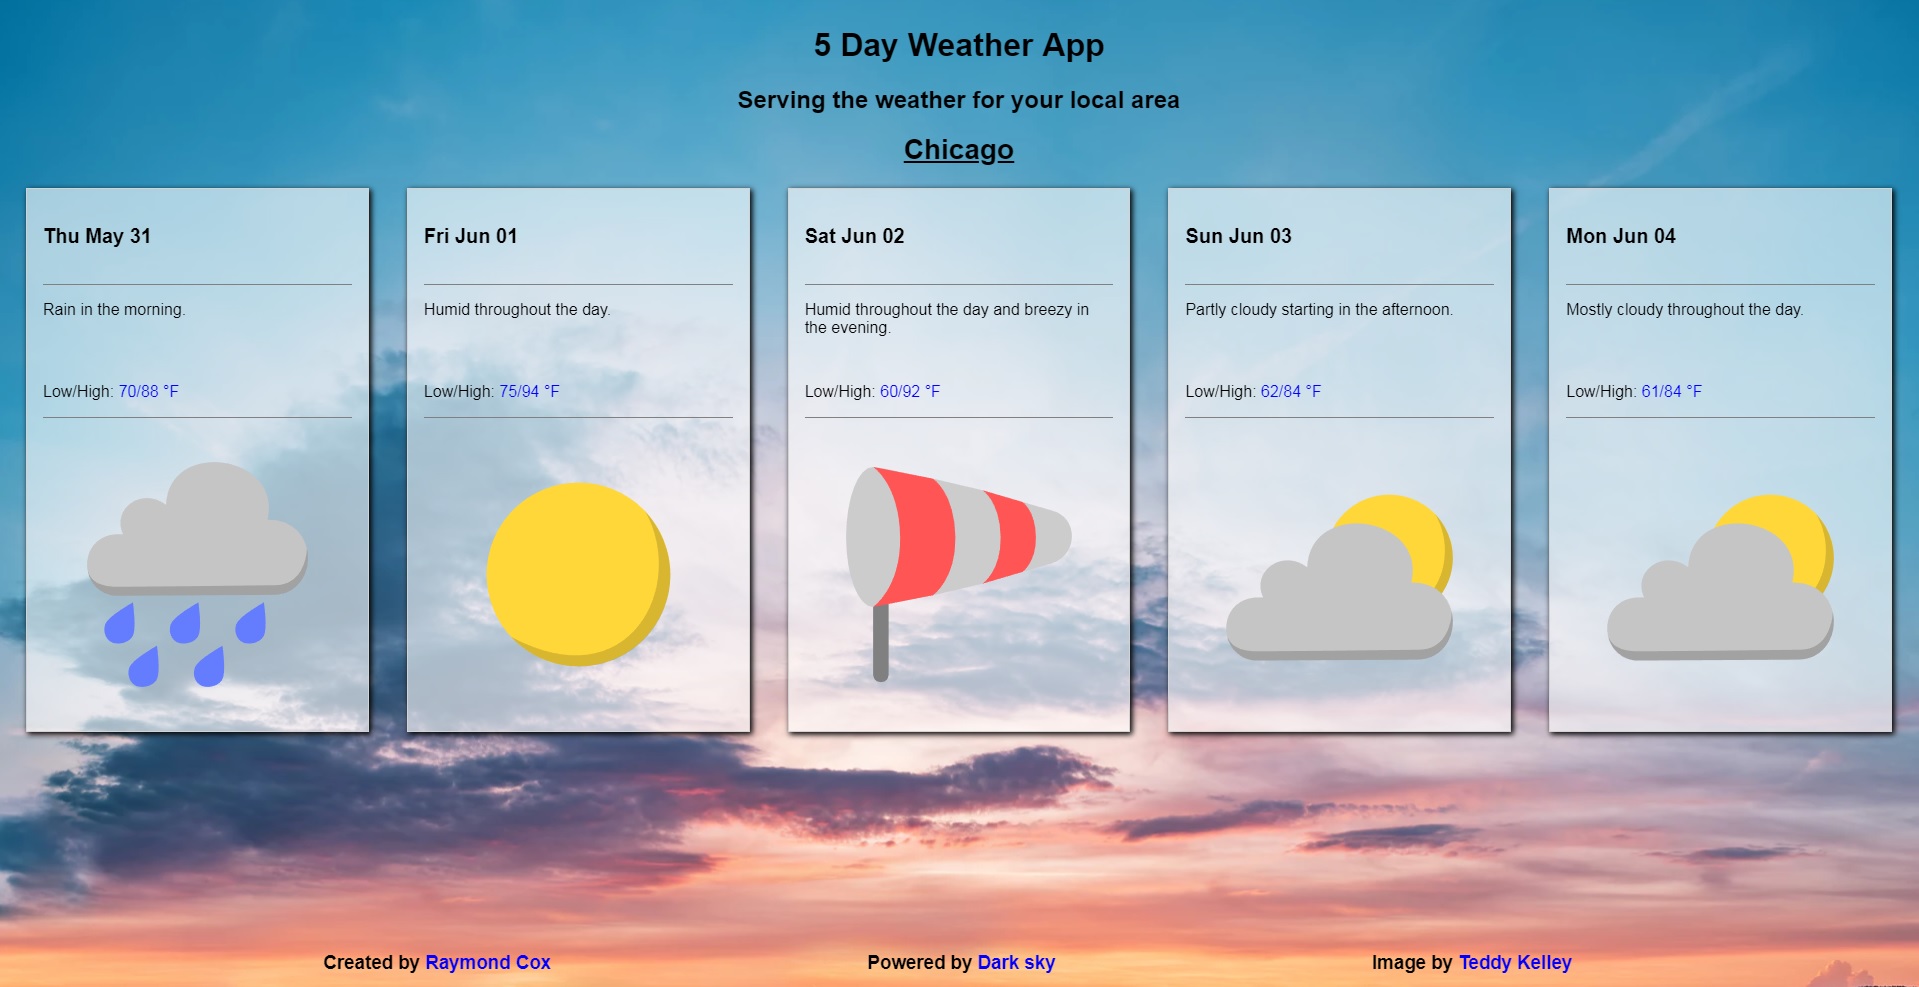 5 Day Weather App
Serving the weather for your local area
Chicago
Thu May 31
Rain in the morning.
Low/High: 70/88 °F
Fri Jun 01
Humid throughout the day.
Low/High: 75/94 °F
Sat Jun 02
Humid throughout the day and breezy in
the evening.
Low/High: 60/92 °F
Sun Jun 03
Partly cloudy starting in the afternoon.
Low/High: 62/84 °F
Mon Jun 04
Mostly cloudy throughout the day.
Low/High: 61/84 °F
Created by Raymond Cox
Powered by Dark sky
Image by Teddy Kelley